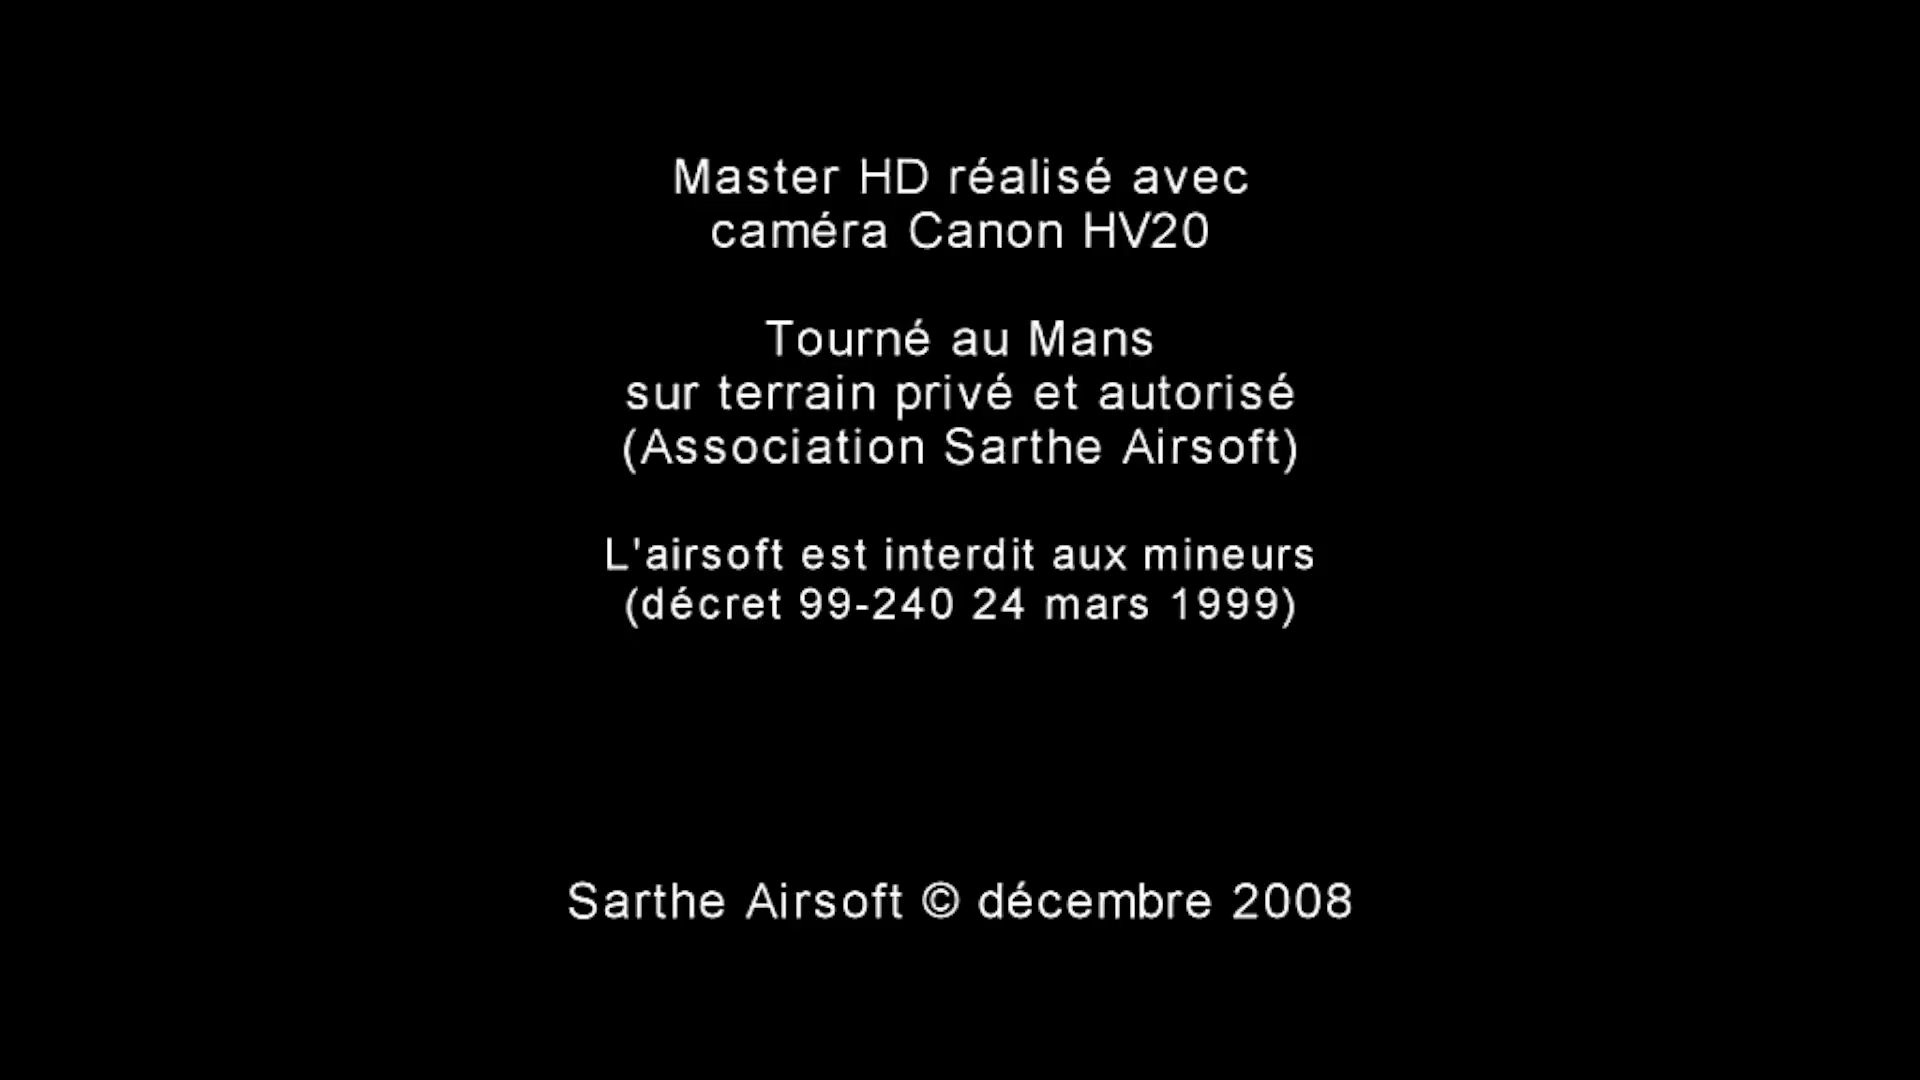 Master HD réalisé avec
caméra Canon HV20
Tourné au Mans
sur terrain privé et autorisé
(Association Sarthe Airsoft)
L'airsoft est interdit aux mineurs
(décret 99-240 24 mars 1999)
Sarthe Airsoft © décembre 2008